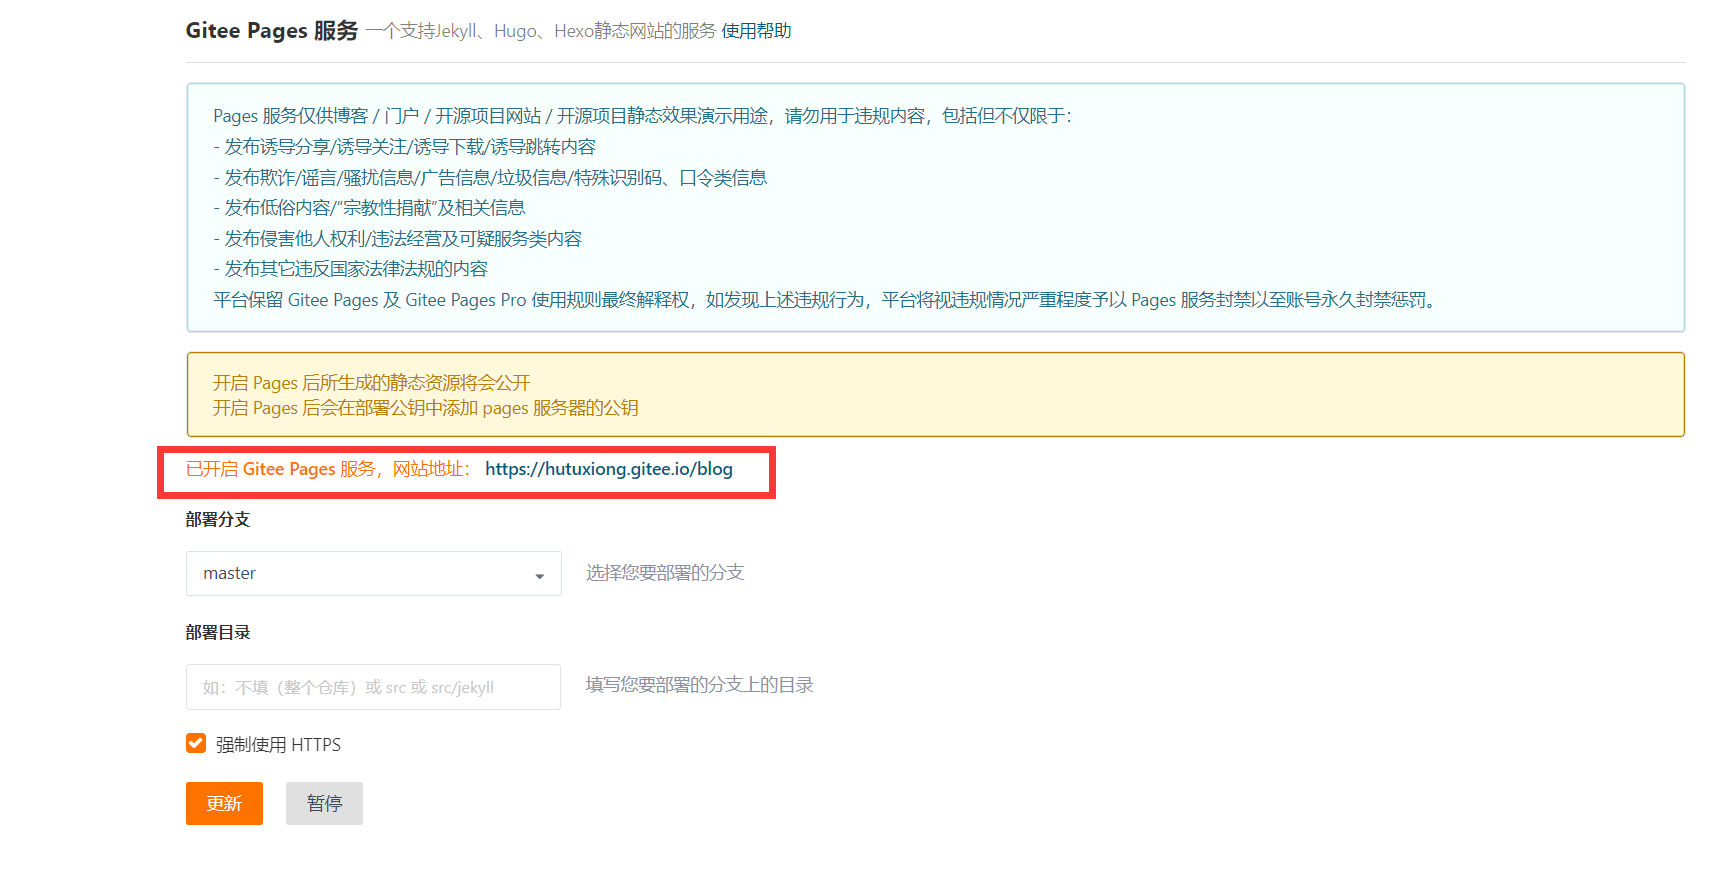 Gitee Pages 服务 一个支持Jekyll、Hugo、Hexo静态网站的服务 使用帮助
Pages 服务仅供博客 / 门户 / 开源项目网站 / 开源项目静态效果演示用途，请勿用于违规内容，包括但不仅限于：
- 发布诱导分享/诱导关注/诱导下载/诱导跳转内容
- 发布欺诈/谣言/骚扰信息/广告信息/垃圾信息/特殊识别码、口令类信息
- 发布低俗内容/“宗教性捐献”及相关信息
- 发布侵害他人权利/违法经营及可疑服务类内容
- 发布其它违反国家法律法规的内容
平台保留 Gitee Pages 及 Gitee Pages Pro 使用规则最终解释权，如发现上述违规行为，平台将视违规情况严重程度予以 Pages 服务封禁以至账号永久封禁惩罚。
开启 Pages 后所生成的静态资源将会公开
开启 Pages 后会在部署公钥中添加 pages 服务器的公钥
已开启 Gitee Pages 服务，网站地址： https://hutuxiong.gitee.io/blog
部署分支
master 选择您要部署的分支
部署目录
如：不填（整个仓库）或 src 或 src/jekyll 填写您要部署的分支上的目录
强制使用 HTTPS
更新 暂停